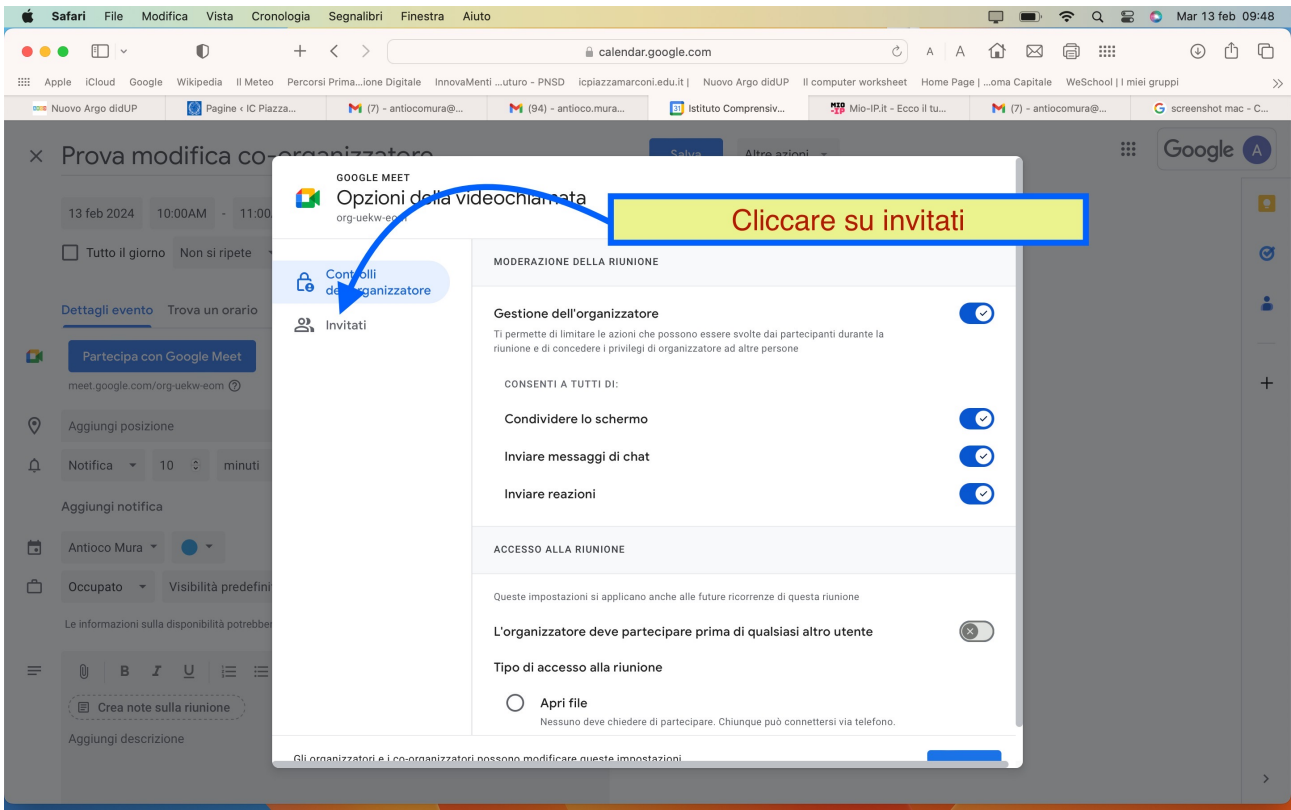 Safari File Modifica Vista Cronologia Segnalibri Finestra Aiuto Mar 13 feb 09:48
calendar.google.com A A
Apple iCloud Google Wikipedia Il Meteo Percorsi Prima...ione Digitale InnovaMenti ...uturo - PNSD icpiazzamarconi.edu.it | Nuovo Argo didUP Il computer worksheet Home Page | ...oma Capitale WeSchool | I miei gruppi
Nuovo Argo didUP Pagine < IC Piazza... (7) - antiocomura@... (94) - antioco.mura... Istituto Comprensiv... Mio-IP.it - Ecco il tu... (7) - antiocomura@... screenshot mac - C...
Prova modifica co-organizzatore Salva Altre azioni Google A
13 feb 2024 10:00AM - 11:00
Tutto il giorno Non si ripete
Dettagli evento Trova un orario
Partecipa con Google Meet
meet.google.com/org-uekw-eom
Aggiungi posizione
Notifica 10 minuti
Aggiungi notifica
Antioco Mura
Occupato Visibilità predefini
Le informazioni sulla disponibilità potrebber
B I U
Crea note sulla riunione
Aggiungi descrizione
GOOGLE MEET
Opzioni della videochiamata
org-uekw-eom
Cliccare su invitati
Controlli
dell'organizzatore
Invitati
MODERAZIONE DELLA RIUNIONE
Gestione dell'organizzatore
Ti permette di limitare le azioni che possono essere svolte dai partecipanti durante la
riunione e di concedere i privilegi di organizzatore ad altre persone
CONSENTI A TUTTI DI:
Condividere lo schermo
Inviare messaggi di chat
Inviare reazioni
ACCESSO ALLA RIUNIONE
Queste impostazioni si applicano anche alle future ricorrenze di questa riunione
L'organizzatore deve partecipare prima di qualsiasi altro utente
Tipo di accesso alla riunione
Apri file
Nessuno deve chiedere di partecipare. Chiunque può connettersi via telefono.
Gli organizzatori e i co-organizzatori possono modificare queste impostazioni